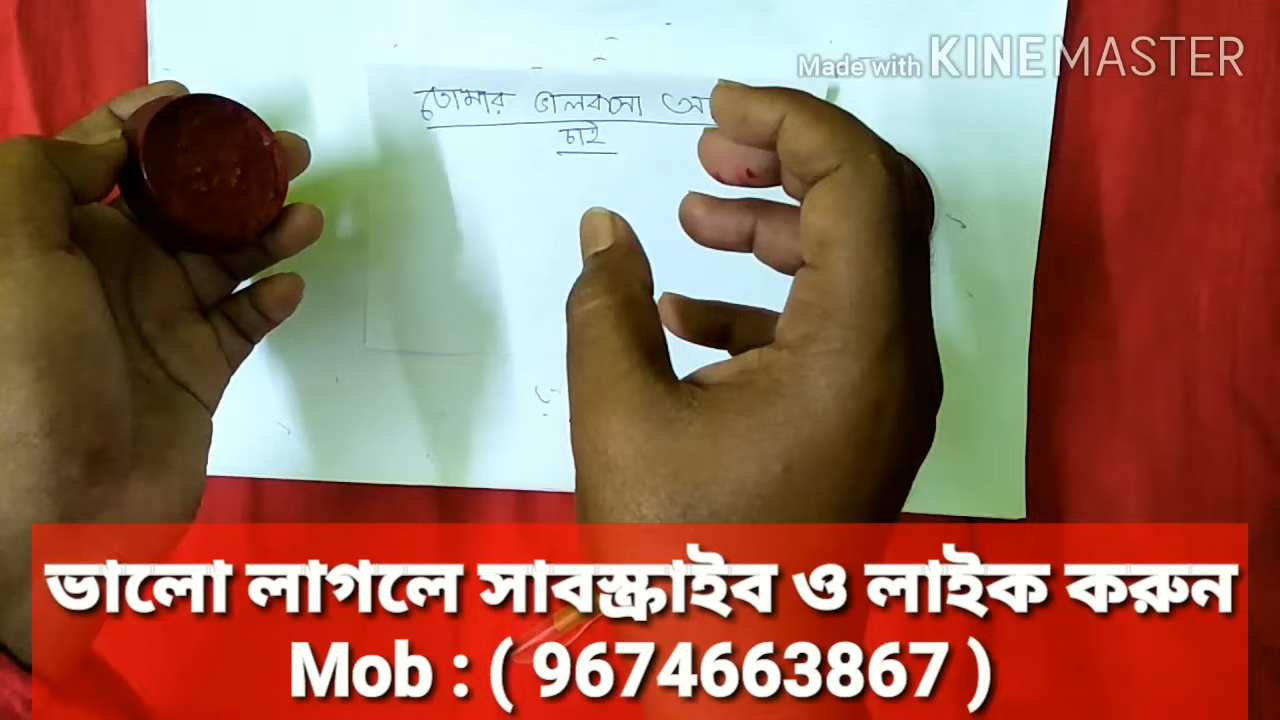 Made with KINEMASTER
তোমার ভালবাসা
চাই
ভালো লাগলে সাবস্ক্রাইব ও লাইক করুন
Mob : ( 9674663867 )